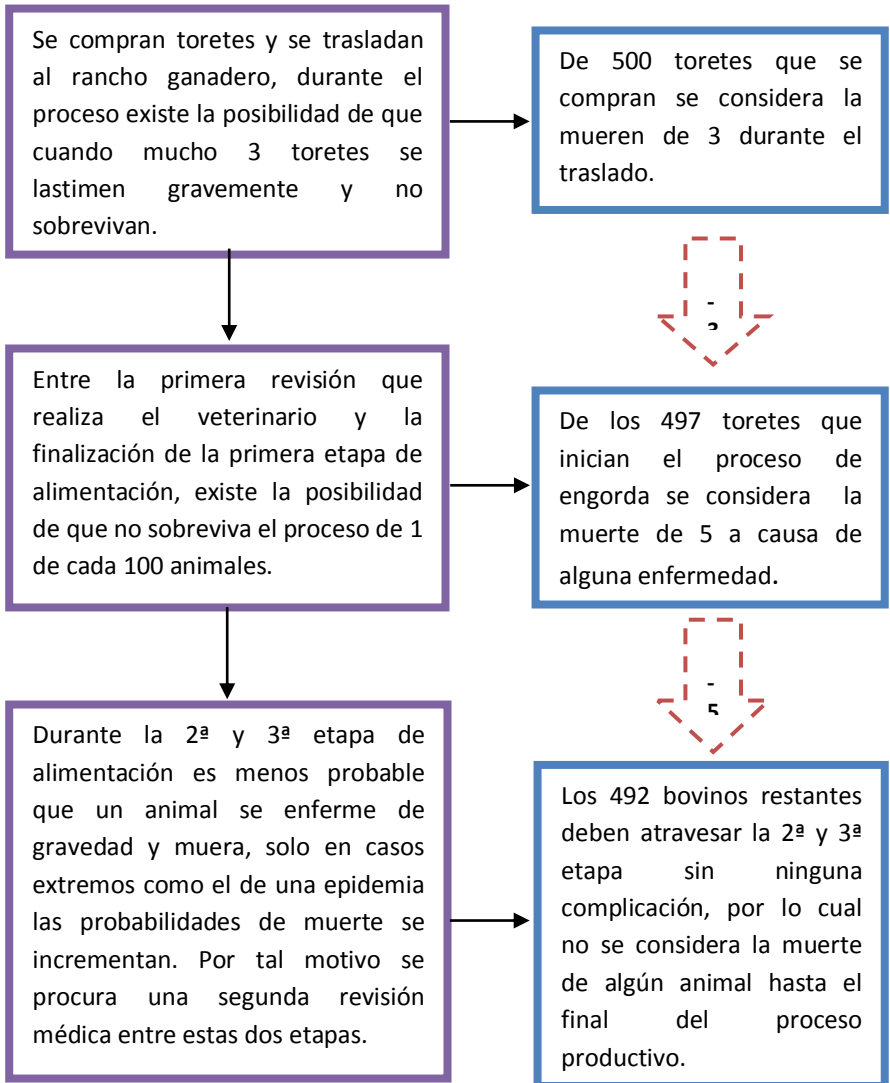 Se compran toretes y se trasladan
al rancho ganadero, durante el
proceso existe la posibilidad de que
cuando mucho 3 toretes se
lastimen gravemente y no
sobrevivan.
De 500 toretes que se
compran se considera la
mueren de 3 durante el
traslado.
-
3
Entre la primera revisión que
realiza el veterinario y la
finalización de la primera etapa de
alimentación, existe la posibilidad
de que no sobreviva el proceso de 1
de cada 100 animales.
De los 497 toretes que
inician el proceso de
engorda se considera la
muerte de 5 a causa de
alguna enfermedad.
-
5
Durante la 2ª y 3ª etapa de
alimentación es menos probable
que un animal se enferme de
gravedad y muera, solo en casos
extremos como el de una epidemia
las probabilidades de muerte se
incrementan. Por tal motivo se
procura una segunda revisión
médica entre estas dos etapas.
Los 492 bovinos restantes
deben atravesar la 2ª y 3ª
etapa sin ninguna
complicación, por lo cual
no se considera la muerte
de algún animal hasta el
final del proceso
productivo.